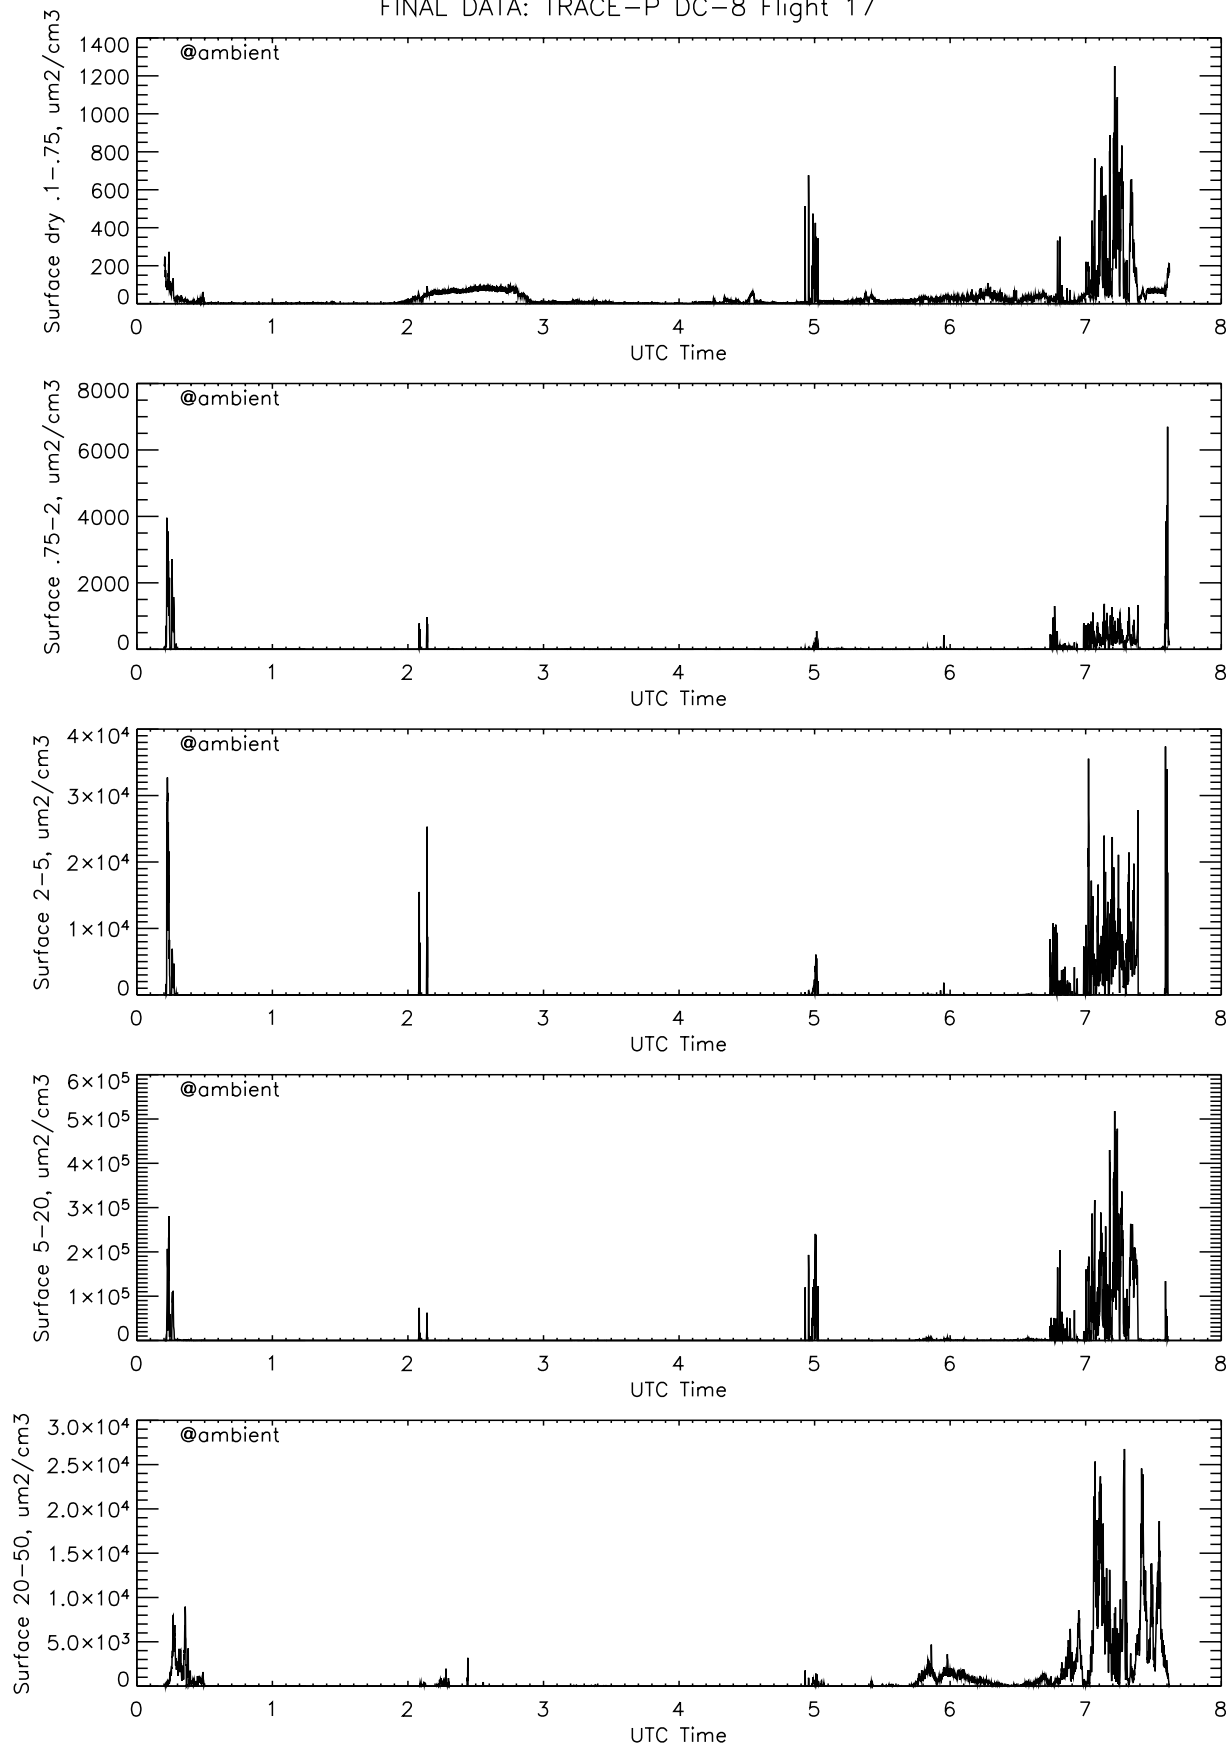 FINAL DATA: TRACE-P DC-8 Flight 17
Surface dry .1-.75, um2/cm3
1400
1200
1000
800
600
400
200
0
@ambient
0 1 2 3 4 5 6 7 8
UTC Time
Surface .75-2, um2/cm3
8000
6000
4000
2000
0
@ambient
0 1 2 3 4 5 6 7 8
UTC Time
Surface 2-5, um2/cm3
4×10⁴
3×10⁴
2×10⁴
1×10⁴
0
@ambient
0 1 2 3 4 5 6 7 8
UTC Time
Surface 5-20, um2/cm3
6×10⁵
5×10⁵
4×10⁵
3×10⁵
2×10⁵
1×10⁵
0
@ambient
0 1 2 3 4 5 6 7 8
UTC Time
Surface 20-50, um2/cm3
3.0×10⁴
2.5×10⁴
2.0×10⁴
1.5×10⁴
1.0×10⁴
5.0×10³
0
@ambient
0 1 2 3 4 5 6 7 8
UTC Time